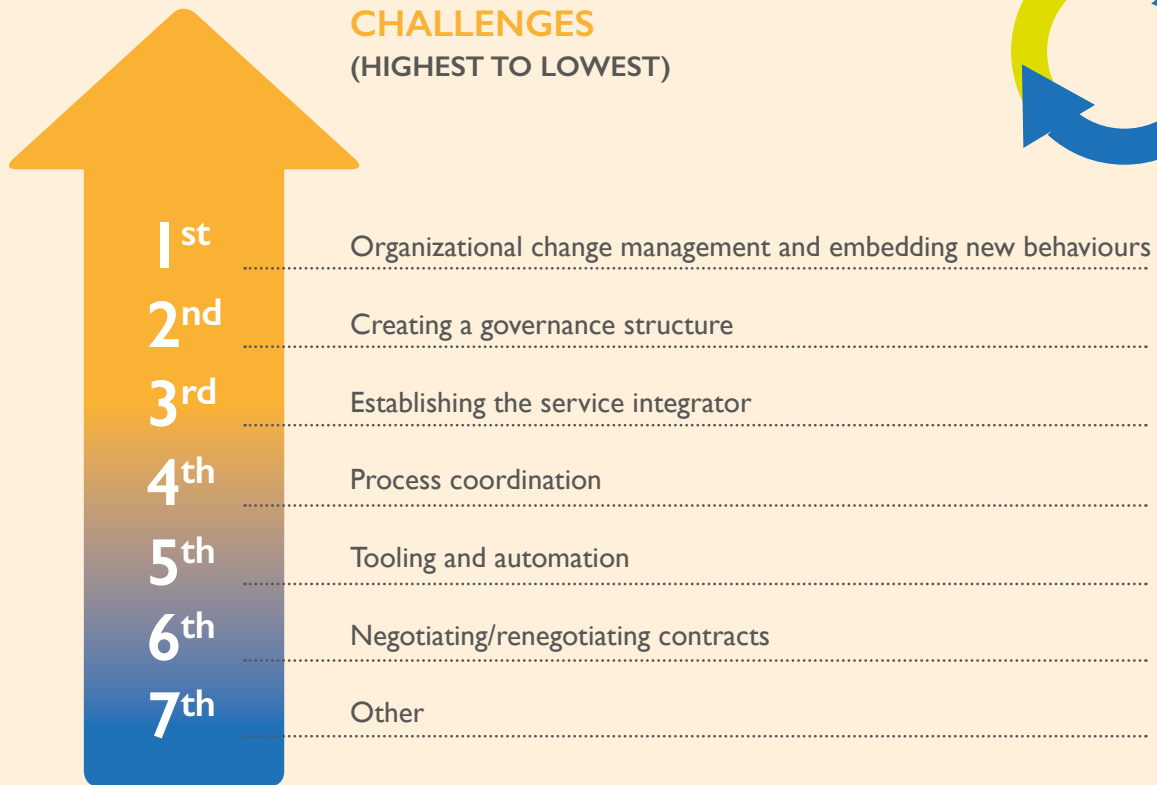 CHALLENGES
(HIGHEST TO LOWEST)
1st Organizational change management and embedding new behaviours
2nd Creating a governance structure
3rd Establishing the service integrator
4th Process coordination
5th Tooling and automation
6th Negotiating/renegotiating contracts
7th Other